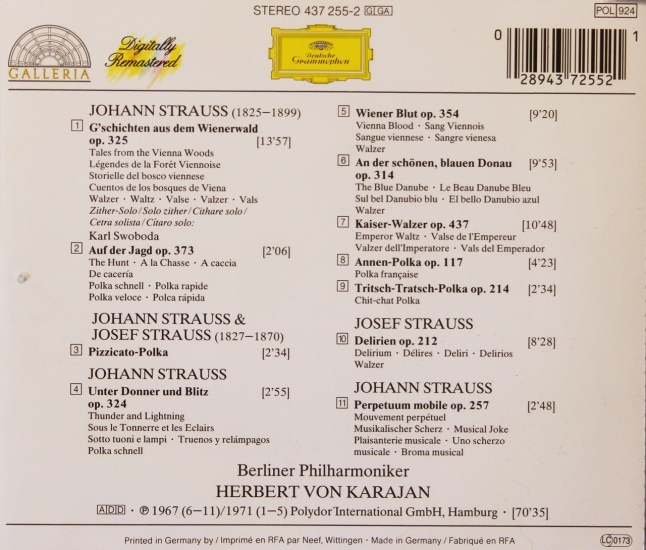 STEREO 437 255-2 GIGA
POL 924
GALLERIA
Digitally
Remastered
Deutsche
Grammophon
0 28943 72552 1
JOHANN STRAUSS (1825–1899)
1 G'schichten aus dem Wienerwald
op. 325 [13'57]
Tales from the Vienna Woods
Légendes de la Forêt Viennoise
Storielle del bosco viennese
Cuentos de los bosques de Viena
Walzer · Waltz · Valse · Valzer · Vals
Zither-Solo / Solo zither / Cithare solo /
Cetra solista / Cítaro solo:
Karl Swoboda
2 Auf der Jagd op. 373 [2'06]
The Hunt · A la Chasse · A caccia
De cacería
Polka schnell · Polka rapide
Polka veloce · Polca rápida
JOHANN STRAUSS &
JOSEF STRAUSS (1827–1870)
3 Pizzicato-Polka [2'34]
JOHANN STRAUSS
4 Unter Donner und Blitz [2'55]
op. 324
Thunder and Lightning
Sous le Tonnerre et les Eclairs
Sotto tuoni e lampi · Truenos y relámpagos
Polka schnell
5 Wiener Blut op. 354 [9'20]
Vienna Blood · Sang Viennois
Sangue viennese · Sangre vienesa
Walzer
6 An der schönen, blauen Donau [9'53]
op. 314
The Blue Danube · Le Beau Danube Bleu
Sul bel Danubio blu · El bello Danubio azul
Walzer
7 Kaiser-Walzer op. 437 [10'48]
Emperor Waltz · Valse de l'Empereur
Valzer dell'Imperatore · Vals del Emperador
8 Annen-Polka op. 117 [4'23]
Polka française
9 Tritsch-Tratsch-Polka op. 214 [2'34]
Chit-chat Polka
JOSEF STRAUSS
10 Delirien op. 212 [8'28]
Delirium · Délires · Deliri · Delirios
Walzer
JOHANN STRAUSS
11 Perpetuum mobile op. 257 [2'48]
Mouvement perpétuel
Musikalischer Scherz · Musical Joke
Plaisanterie musicale · Uno scherzo
musicale · Broma musical
Berliner Philharmoniker
HERBERT VON KARAJAN
ADD · ℗ 1967 (6–11)/1971 (1–5) Polydor International GmbH, Hamburg · [70'35]
Printed in Germany by / Imprimé en RFA par Neef, Wittingen · Made in Germany / Fabriqué en RFA
LC 0173